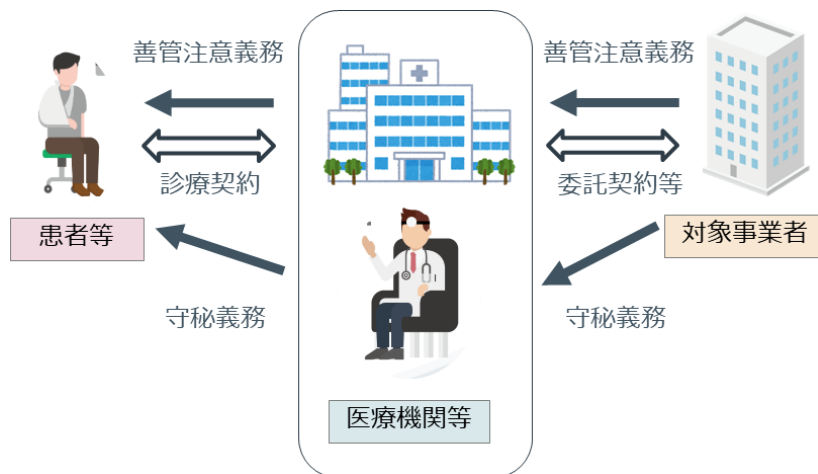 善管注意義務
善管注意義務
診療契約
委託契約等
患者等
対象事業者
守秘義務
守秘義務
医療機関等